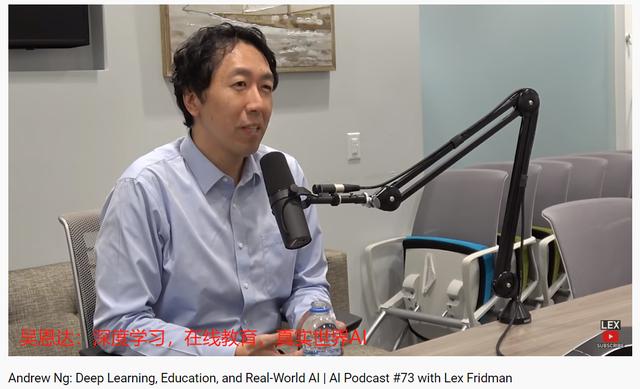 吴恩达：深度学习，在线教育，真实世界AI
LEX
SUBSCRIBE
Andrew Ng: Deep Learning, Education, and Real-World AI | AI Podcast #73 with Lex Fridman